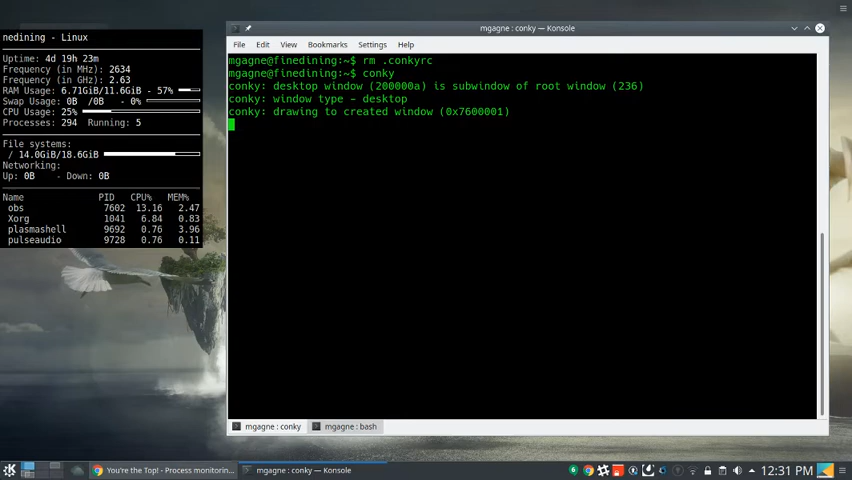 nedining - Linux
Uptime: 4d 19h 23m
Frequency (in MHz): 2634
Frequency (in GHz): 2.63
RAM Usage: 6.71GiB/11.6GiB - 57%
Swap Usage: 0B /0B - 0%
CPU Usage: 25%
Processes: 294 Running: 5
File systems:
/ 14.0GiB/18.6GiB
Networking:
Up: 0B - Down: 0B
Name PID CPU% MEM%
obs 7602 13.16 2.47
Xorg 1041 6.84 0.83
plasmashell 9692 0.76 3.96
pulseaudio 9728 0.76 0.11
mgagne : conky — Konsole
File Edit View Bookmarks Settings Help
mgagne@finedining:~$ rm .conkyrc
mgagne@finedining:~$ conky
conky: desktop window (200000a) is subwindow of root window (236)
conky: window type - desktop
conky: drawing to created window (0x7600001)
mgagne : conky mgagne : bash
You're the Top! - Process monitorin... mgagne : conky — Konsole 12:31 PM